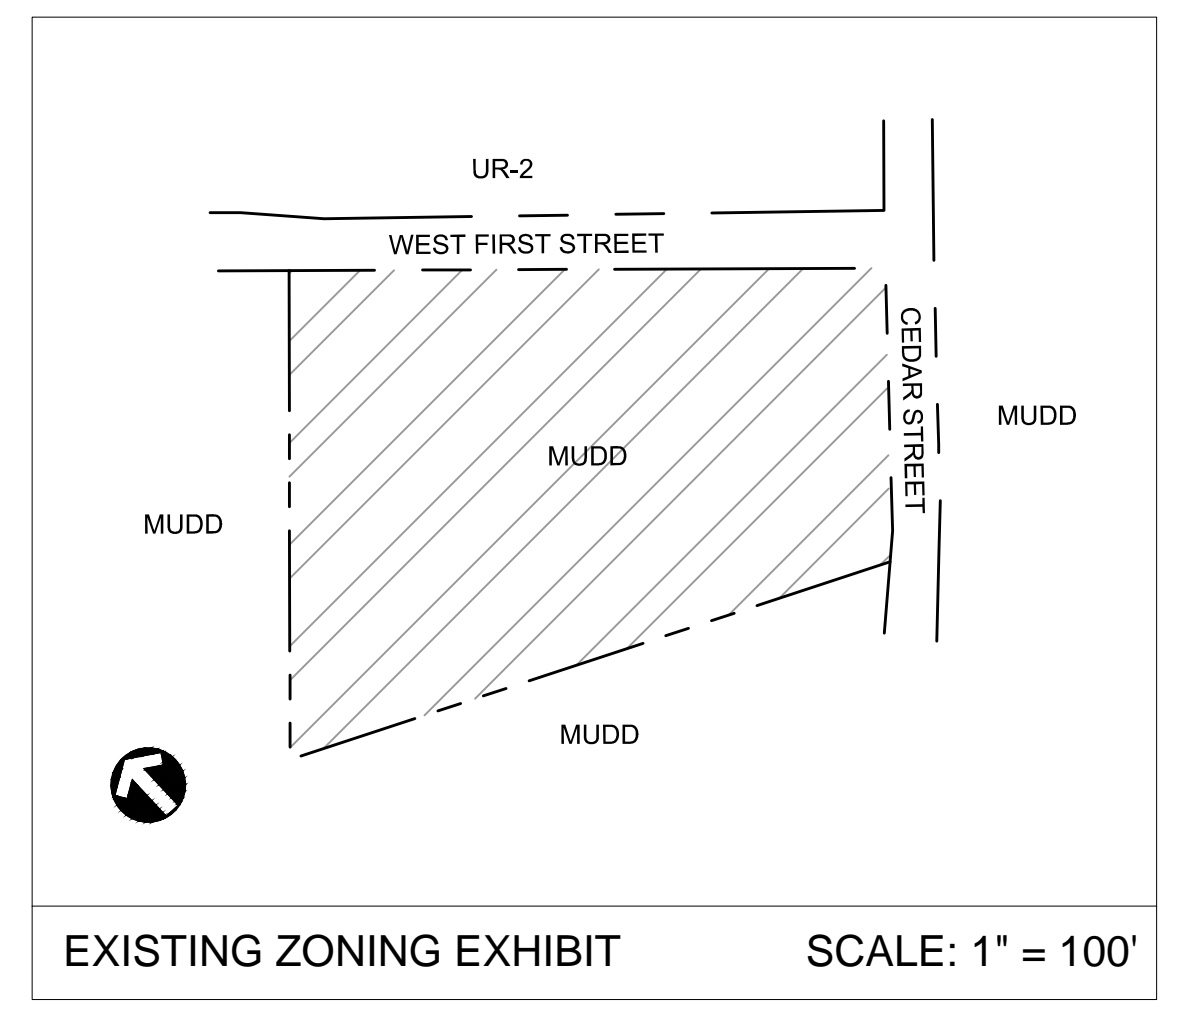 UR-2
WEST FIRST STREET
CEDAR STREET
MUDD
MUDD
MUDD
MUDD
EXISTING ZONING EXHIBIT
SCALE: 1" = 100'